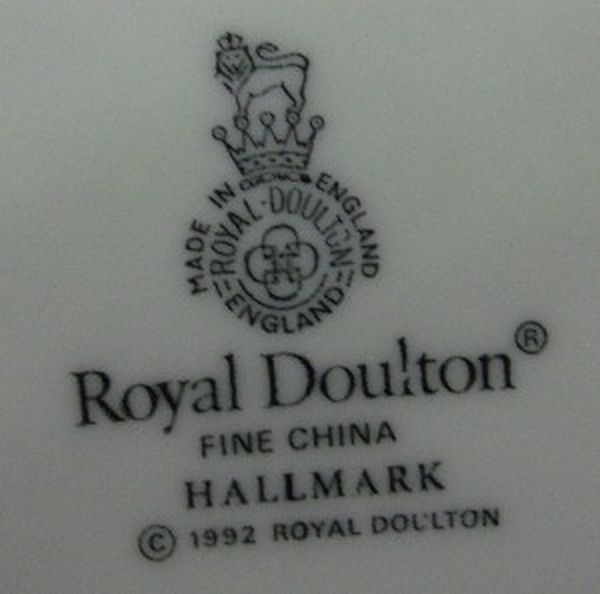 MADE IN ENGLAND
ROYAL·DOULTON
ENGLAND
Royal Doulton®
FINE CHINA
HALLMARK
© 1992 ROYAL DOULTON